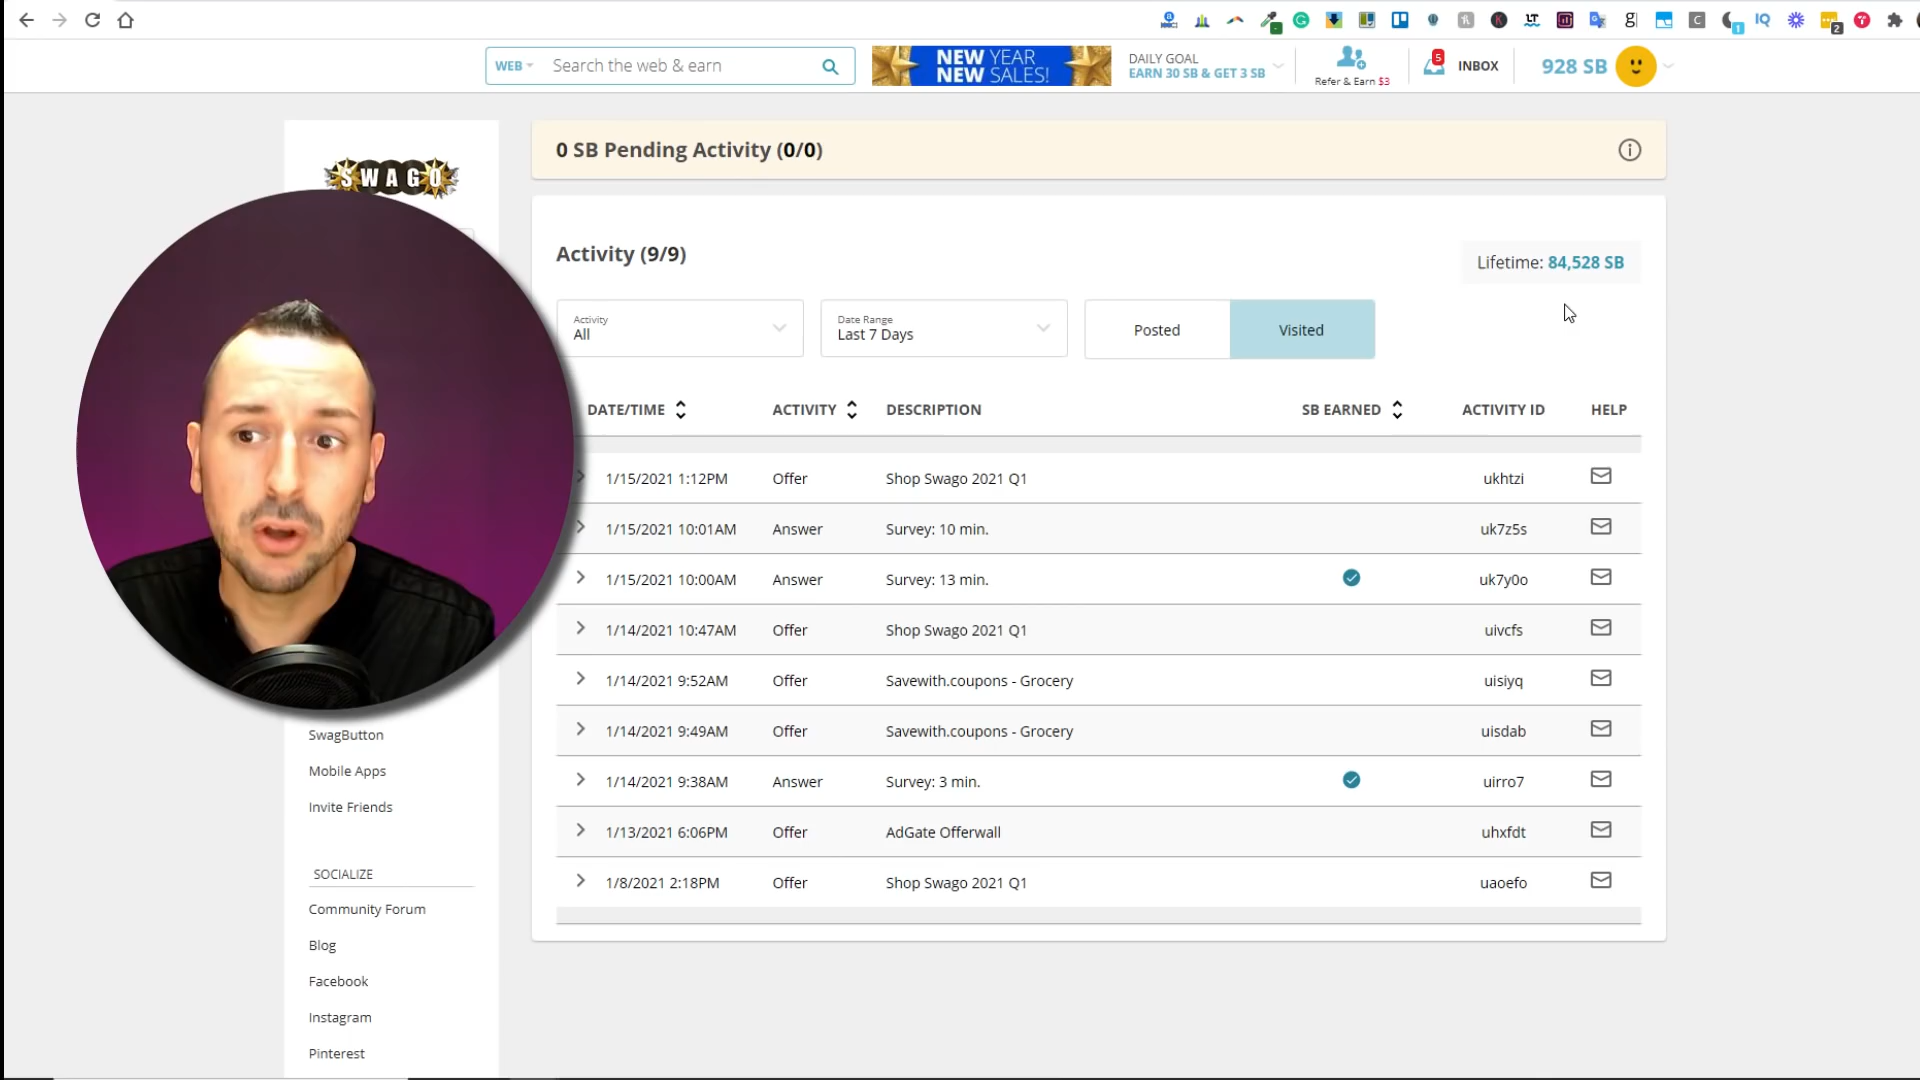 WEB
Search the web & earn
NEW YEAR
NEW SALES!
DAILY GOAL
EARN 30 SB & GET 3 SB
Refer & Earn $3
5
INBOX
928 SB
SWAGO
0 SB Pending Activity (0/0)
Activity (9/9)
Lifetime: 84,528 SB
Activity
All
Date Range
Last 7 Days
Posted
Visited
DATE/TIME ACTIVITY DESCRIPTION SB EARNED ACTIVITY ID HELP
1/15/2021 1:12PM Offer Shop Swago 2021 Q1 ukhtzi
1/15/2021 10:01AM Answer Survey: 10 min. uk7z5s
1/15/2021 10:00AM Answer Survey: 13 min. uk7y0o
1/14/2021 10:47AM Offer Shop Swago 2021 Q1 uivcfs
1/14/2021 9:52AM Offer Savewith.coupons - Grocery uisiyq
1/14/2021 9:49AM Offer Savewith.coupons - Grocery uisdab
1/14/2021 9:38AM Answer Survey: 3 min. uirro7
1/13/2021 6:06PM Offer AdGate Offerwall uhxfdt
1/8/2021 2:18PM Offer Shop Swago 2021 Q1 uaoefo
SwagButton
Mobile Apps
Invite Friends
SOCIALIZE
Community Forum
Blog
Facebook
Instagram
Pinterest